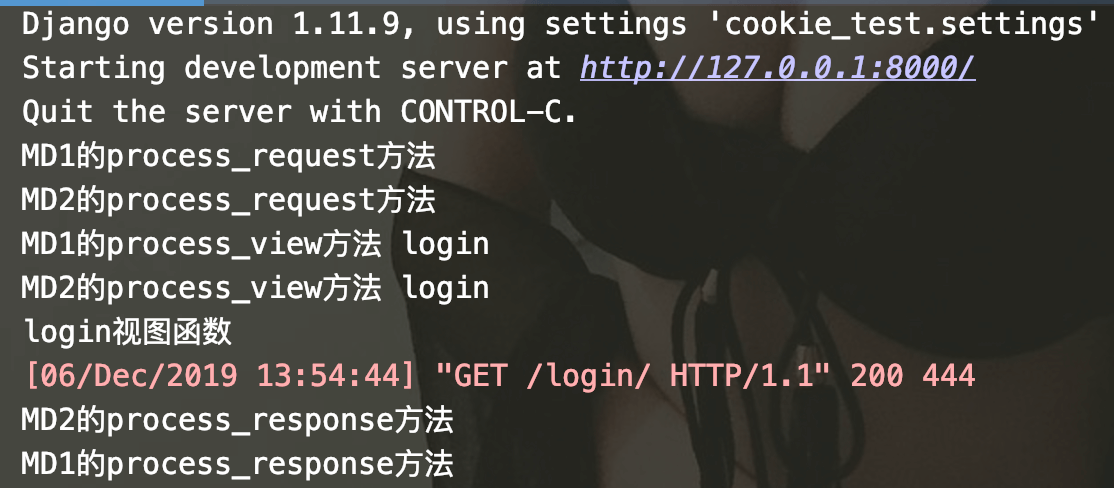 Django version 1.11.9, using settings 'cookie_test.settings'
Starting development server at http://127.0.0.1:8000/
Quit the server with CONTROL-C.
MD1的process_request方法
MD2的process_request方法
MD1的process_view方法 login
MD2的process_view方法 login
login视图函数
[06/Dec/2019 13:54:44] "GET /login/ HTTP/1.1" 200 444
MD2的process_response方法
MD1的process_response方法